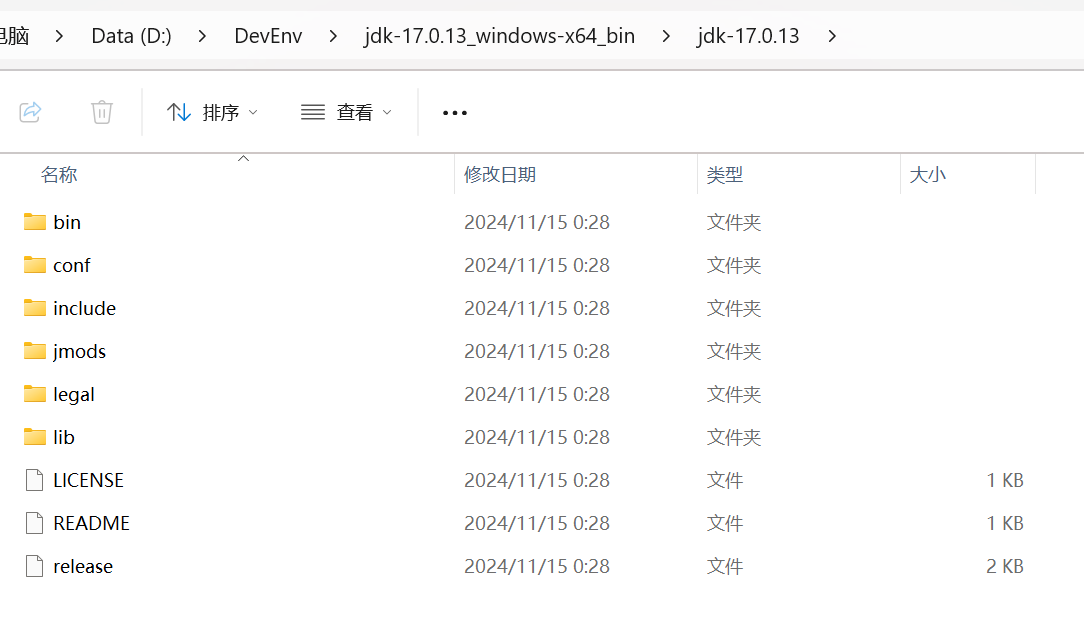 电脑 > Data (D:) > DevEnv > jdk-17.0.13_windows-x64_bin > jdk-17.0.13 >
排序 查看 •••
名称 修改日期 类型 大小
bin 2024/11/15 0:28 文件夹
conf 2024/11/15 0:28 文件夹
include 2024/11/15 0:28 文件夹
jmods 2024/11/15 0:28 文件夹
legal 2024/11/15 0:28 文件夹
lib 2024/11/15 0:28 文件夹
LICENSE 2024/11/15 0:28 文件 1 KB
README 2024/11/15 0:28 文件 1 KB
release 2024/11/15 0:28 文件 2 KB